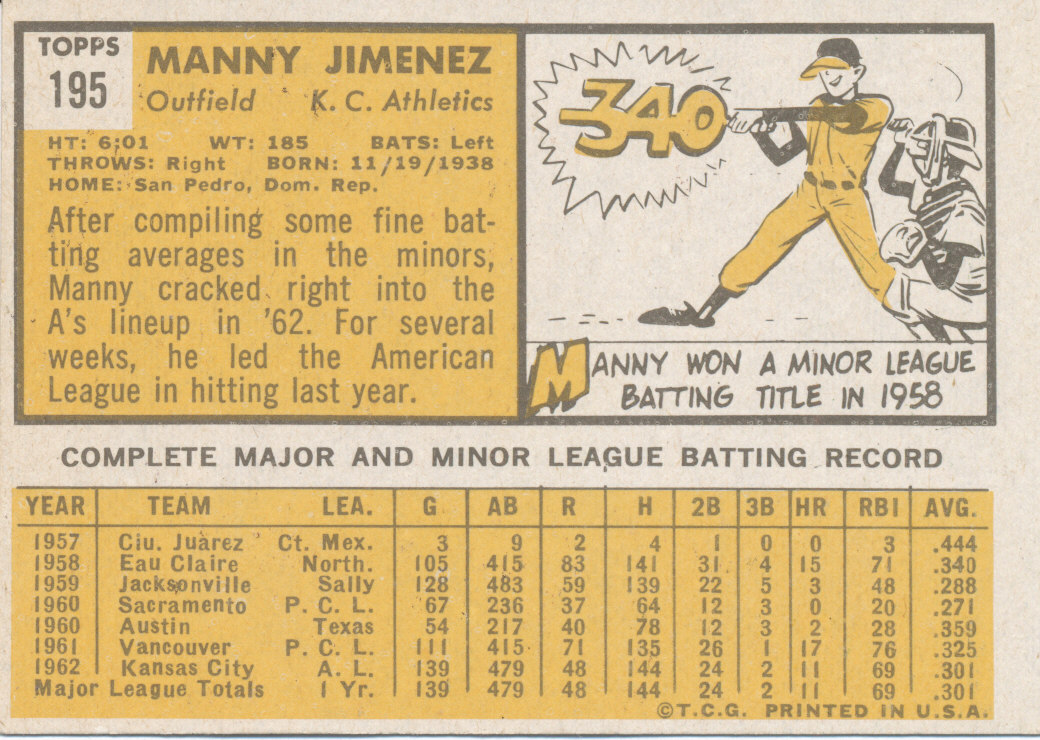 TOPPS
195
MANNY JIMENEZ
Outfield K. C. Athletics
HT: 6;01 WT: 185 BATS: Left
THROWS: Right BORN: 11/19/1938
HOME: San Pedro, Dom. Rep.
After compiling some fine bat-
ting averages in the minors,
Manny cracked right into the
A's lineup in '62. For several
weeks, he led the American
League in hitting last year.
340
MANNY WON A MINOR LEAGUE
BATTING TITLE IN 1958
COMPLETE MAJOR AND MINOR LEAGUE BATTING RECORD
YEAR TEAM LEA. G AB R H 2B 3B HR RBI AVG.
1957 Ciu. Juarez Ct. Mex. 3 9 2 4 1 0 0 3 .444
1958 Eau Claire North. 105 415 83 141 31 4 15 71 .340
1959 Jacksonville Sally 128 483 59 139 22 5 3 48 .288
1960 Sacramento P. C. L. 67 236 37 64 12 3 0 20 .271
1960 Austin Texas 54 217 40 78 12 3 2 28 .359
1961 Vancouver P. C. L. 111 415 71 135 26 1 17 76 .325
1962 Kansas City A. L. 139 479 48 144 24 2 11 69 .301
Major League Totals 1 Yr. 139 479 48 144 24 2 11 69 .301
©T.C.G. PRINTED IN U.S.A.